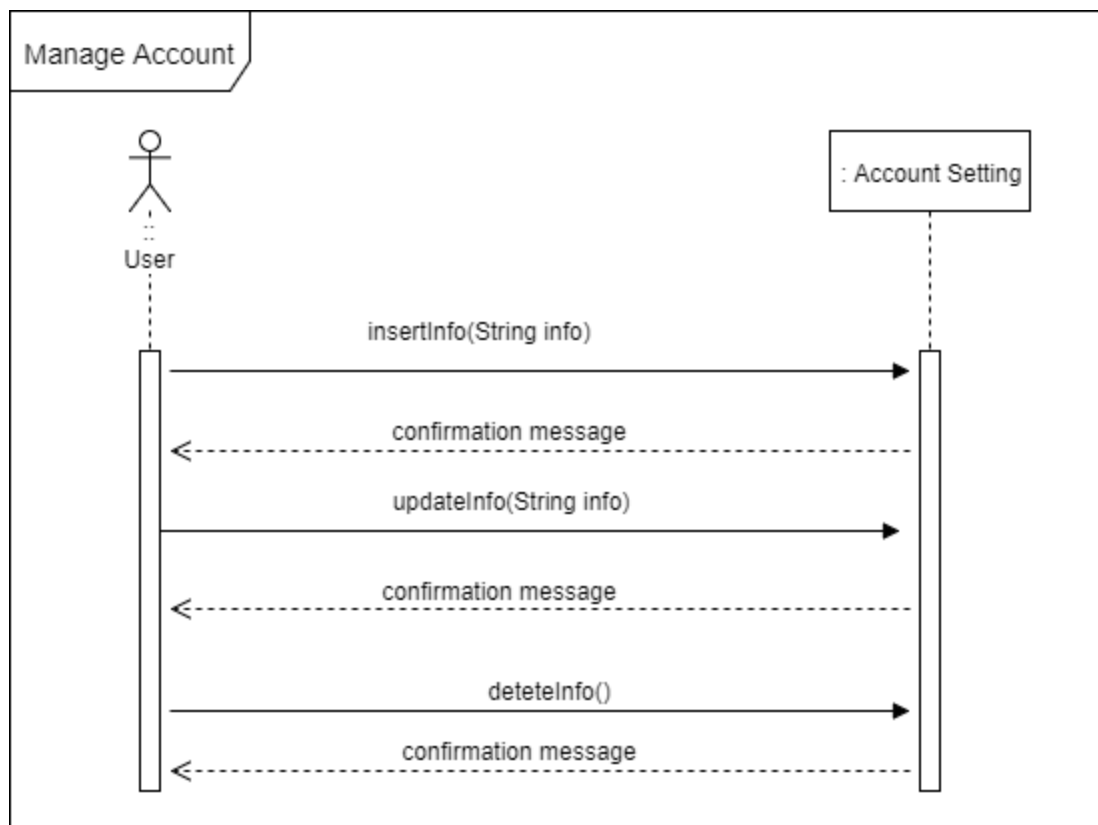 Manage Account
: Account Setting
::
User
insertInfo(String info)
confirmation message
updateInfo(String info)
confirmation message
deteteInfo()
confirmation message